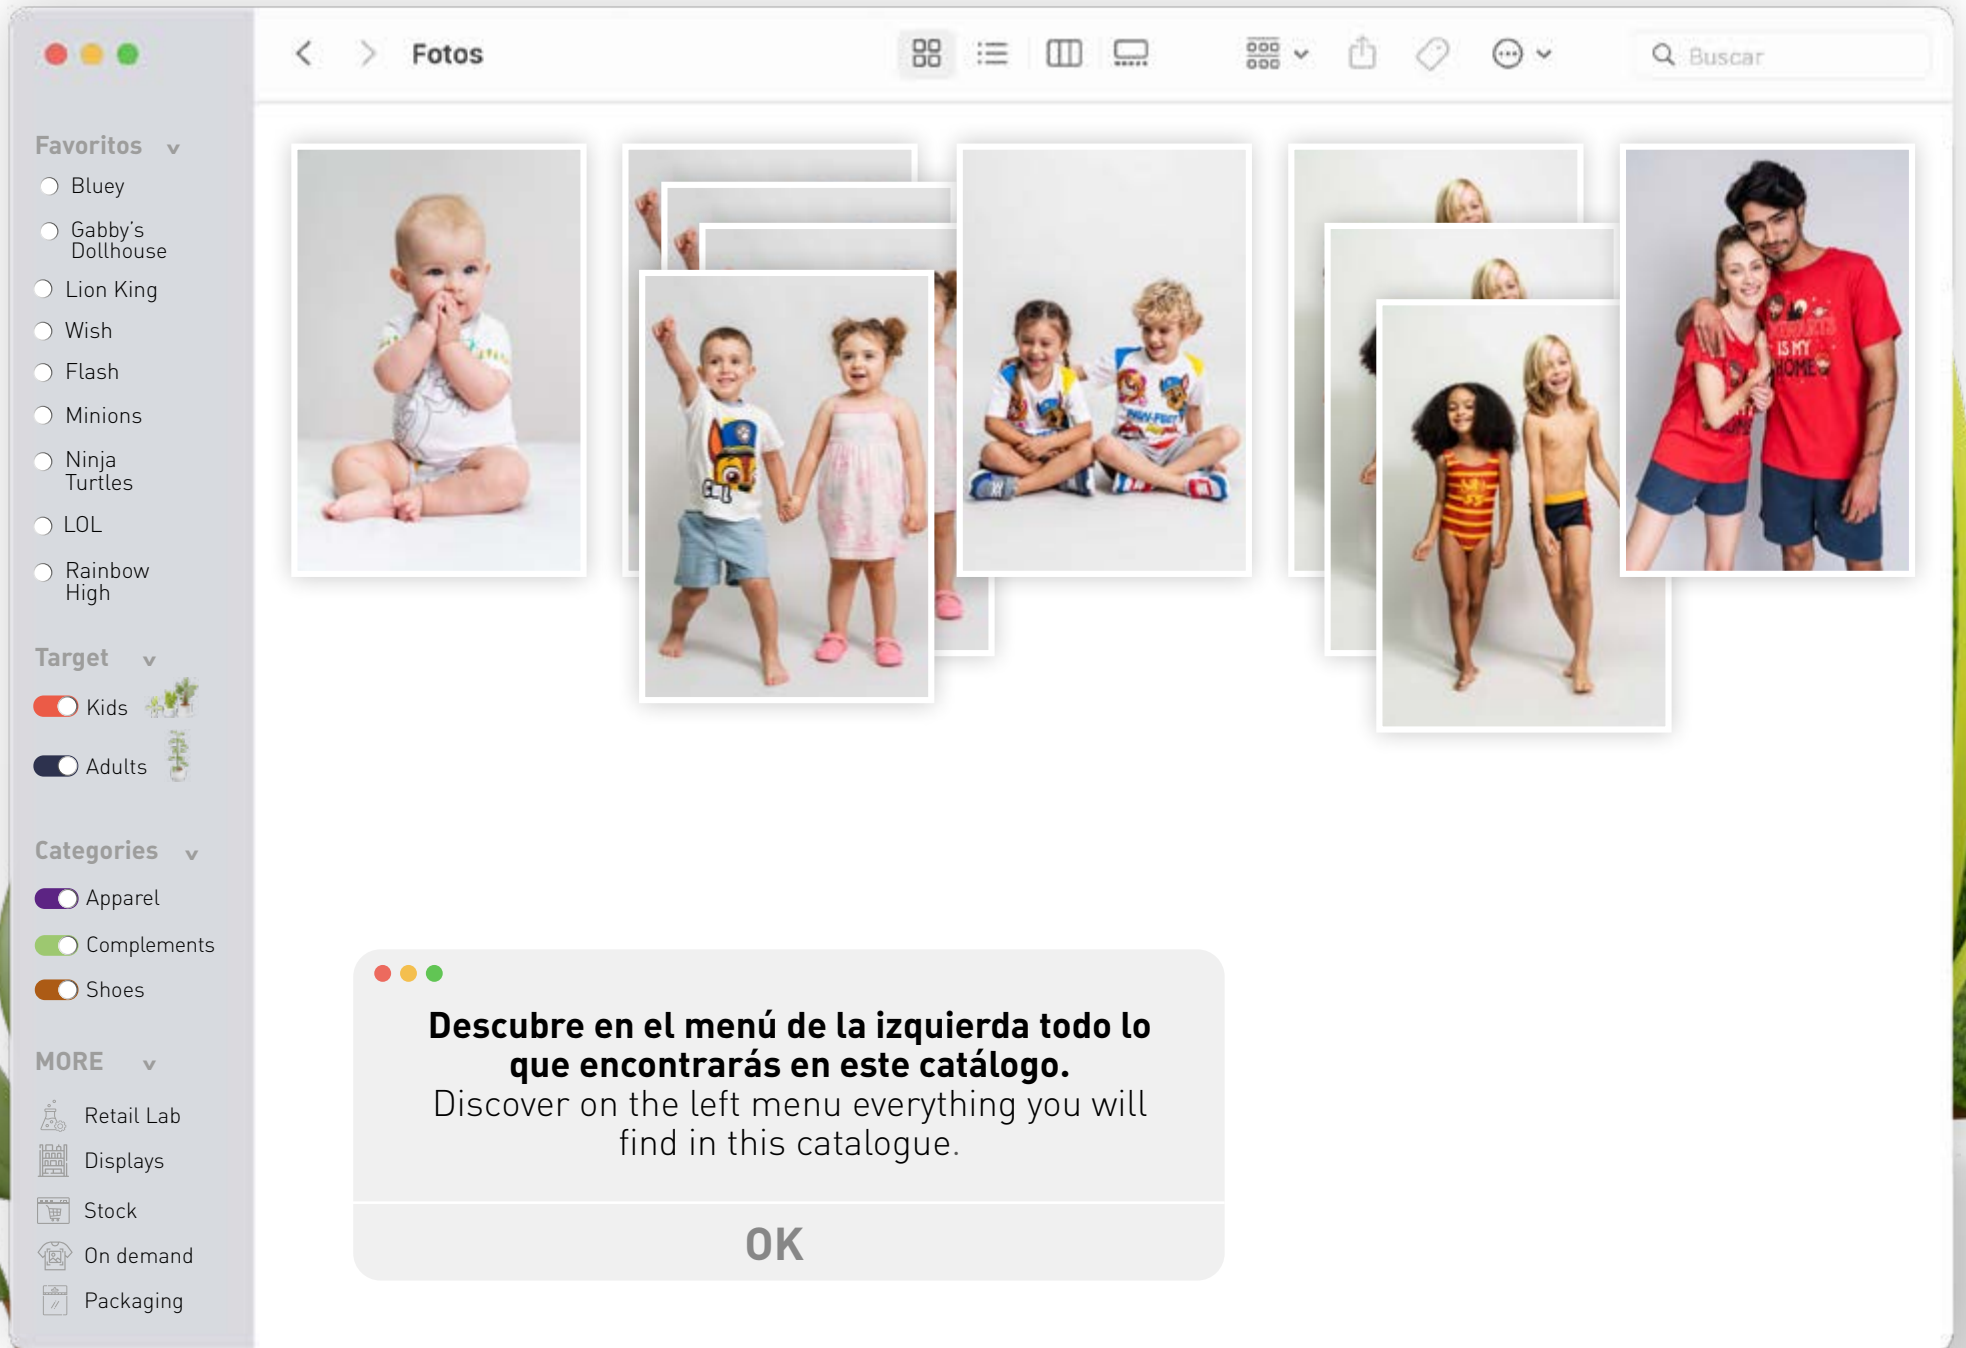 Fotos
Buscar
Favoritos
Bluey
Gabby's
Dollhouse
Lion King
Wish
Flash
Minions
Ninja
Turtles
LOL
Rainbow
High
Target
Kids
Adults
Categories
Apparel
Complements
Shoes
MORE
Retail Lab
Displays
Stock
On demand
Packaging
IS MY
HOME
Descubre en el menú de la izquierda todo lo
que encontrarás en este catálogo.
Discover on the left menu everything you will
find in this catalogue.
OK